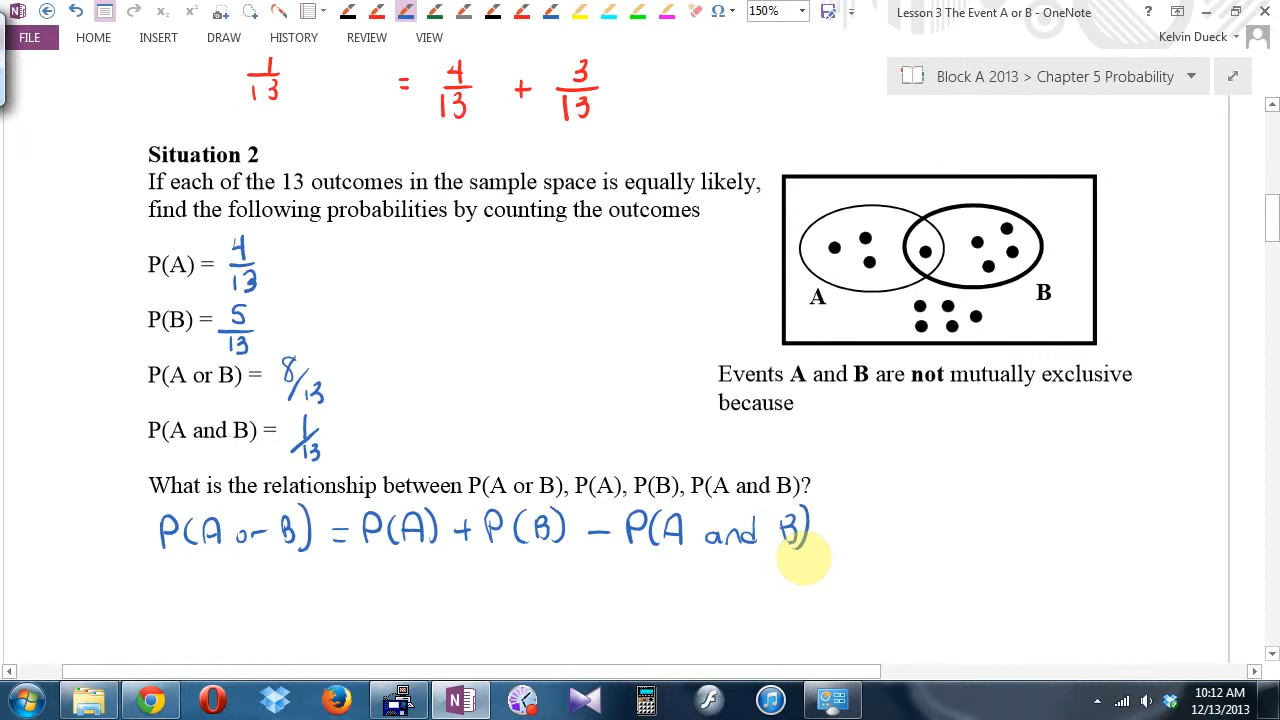 150%
Lesson 3 The Event A or B - OneNote
FILE HOME INSERT DRAW HISTORY REVIEW VIEW
Kelvin Dueck
Block A 2013 > Chapter 5 Probability
1/13 = 4/13 + 3/13
Situation 2
If each of the 13 outcomes in the sample space is equally likely,
find the following probabilities by counting the outcomes
P(A) = 4/13
P(B) = 5/13
P(A or B) = 8/13
P(A and B) = 1/13
A
B
Events A and B are not mutually exclusive
because
What is the relationship between P(A or B), P(A), P(B), P(A and B)?
P(A or B) = P(A) + P(B) - P(A and B)
10:12 AM
12/13/2013